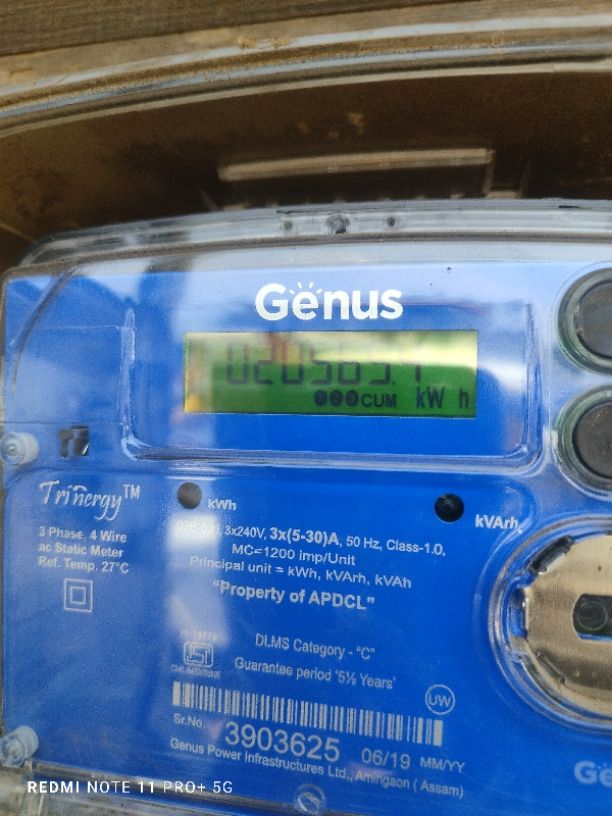 Genus
CUM kW h
Trinergy™
kWh
kVArh
3x240V, 3x(5-30)A, 50 Hz, Class-1.0,
3 Phase, 4 Wire
ac Static Meter
Ref. Temp. 27°C
MC=1200 imp/Unit
Principal unit = kWh, kVArh, kVAh
"Property of APDCL"
DLMS Category - "C"
Guarantee period '5½ Years'
UW
Sr.No. 3903625 06/19 MM/YY
Genus Power Infrastructures Ltd., Amingaon ( Assam)
REDMI NOTE 11 PRO+ 5G